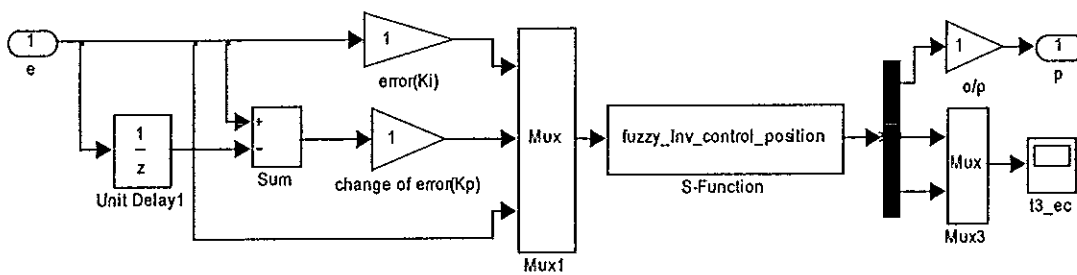 1
e
1
error(Ki)
1
z
Unit Delay1
+
−
Sum
1
change of error(Kp)
Mux
Mux1
fuzzy_Inv_control_position
S-Function
1
o/p
1
p
Mux
Mux3
t3_ec